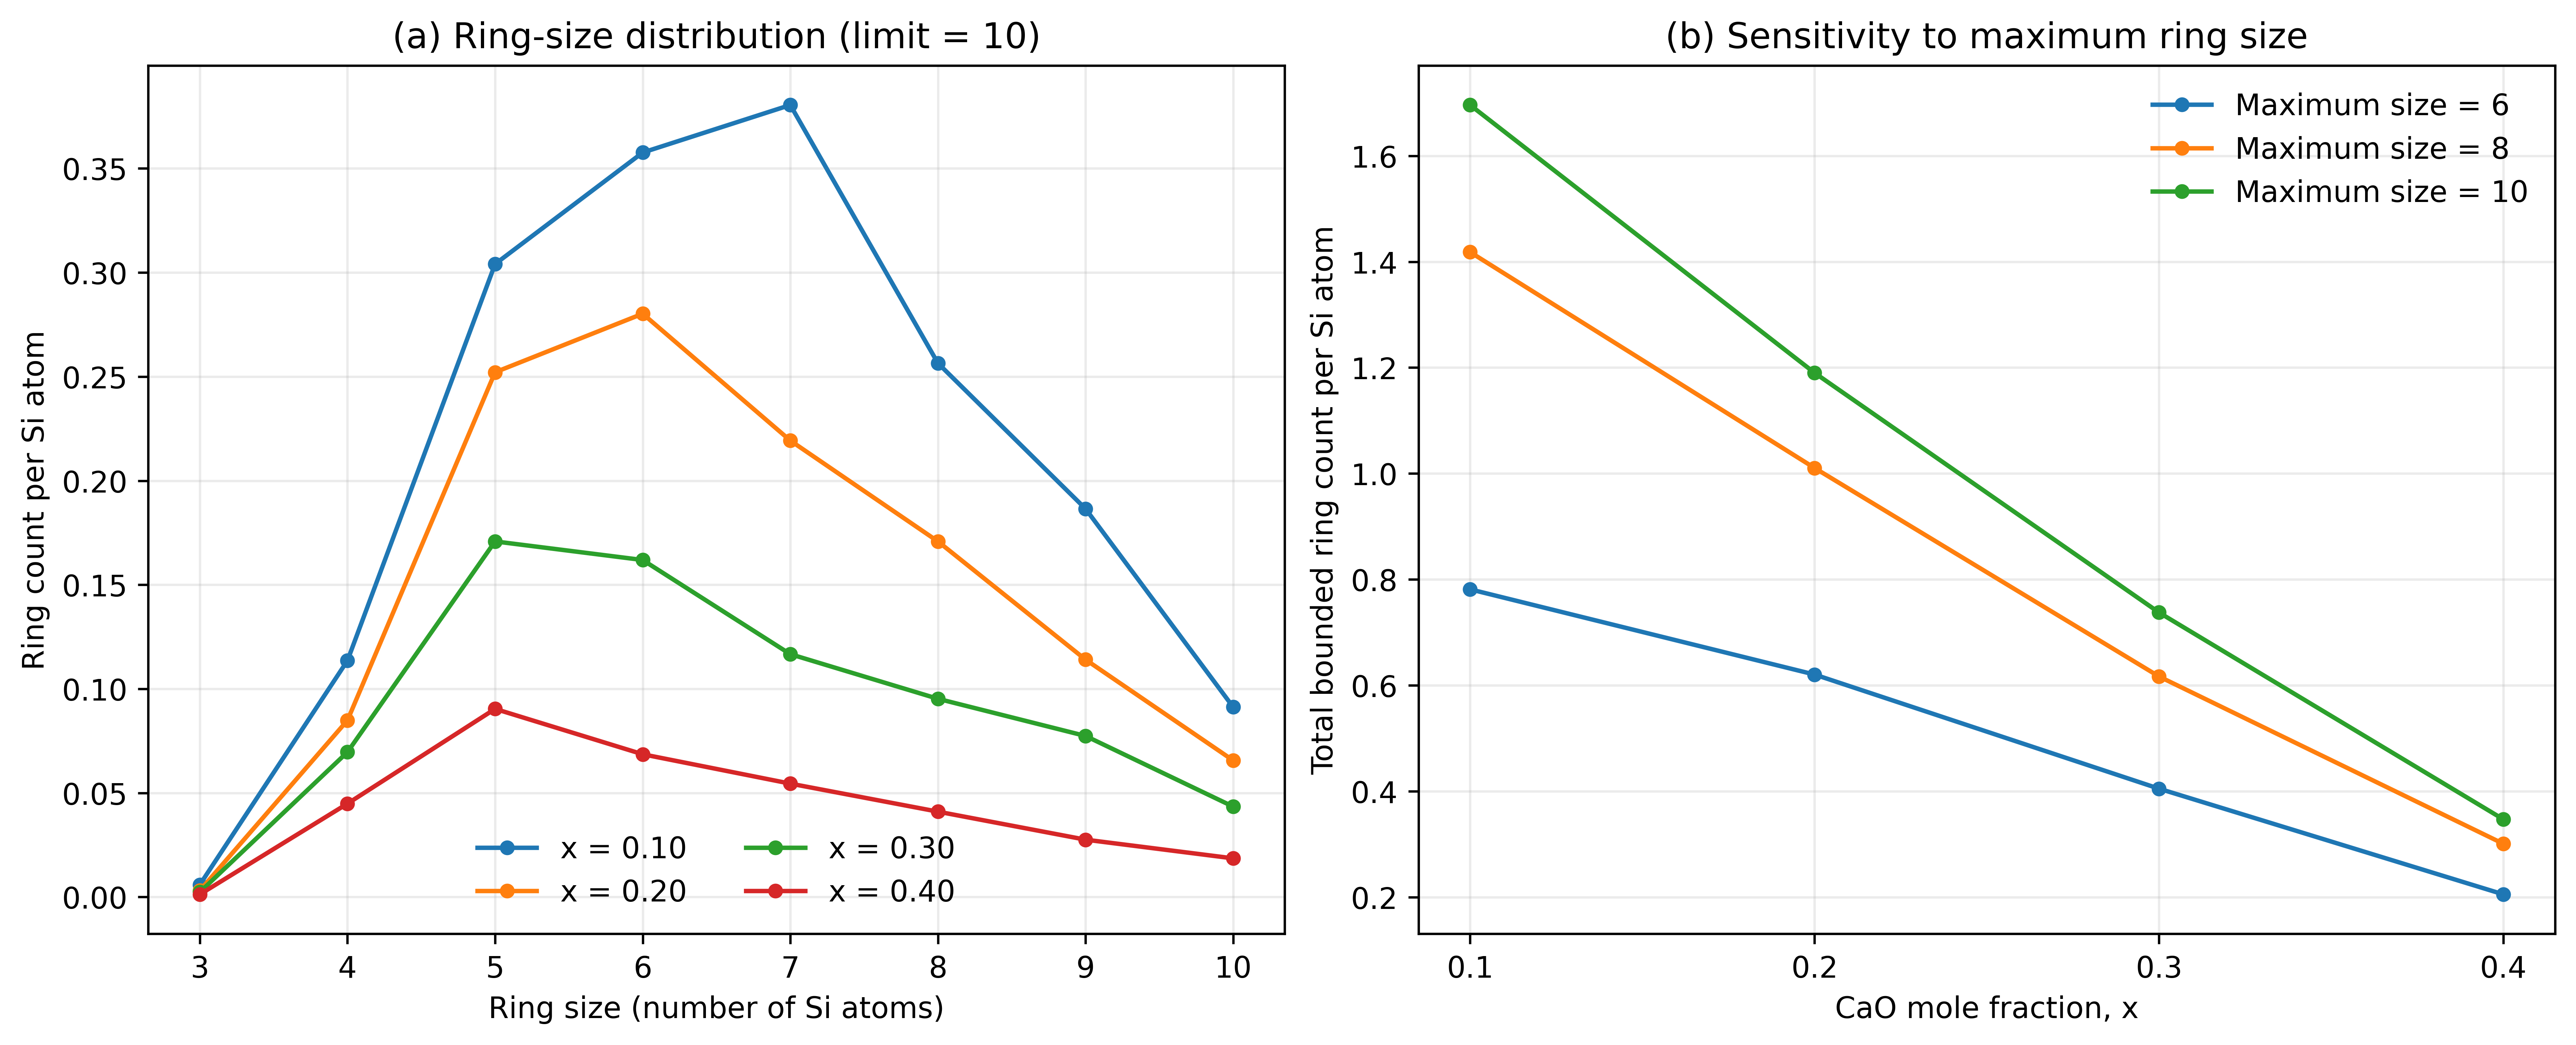 (a) Ring-size distribution (limit = 10)
Ring count per Si atom
0.35
0.30
0.25
0.20
0.15
0.10
0.05
0.00
x = 0.10
x = 0.20
x = 0.30
x = 0.40
3 4 5 6 7 8 9 10
Ring size (number of Si atoms)
(b) Sensitivity to maximum ring size
Total bounded ring count per Si atom
1.6
1.4
1.2
1.0
0.8
0.6
0.4
0.2
Maximum size = 6
Maximum size = 8
Maximum size = 10
0.1 0.2 0.3 0.4
CaO mole fraction, x